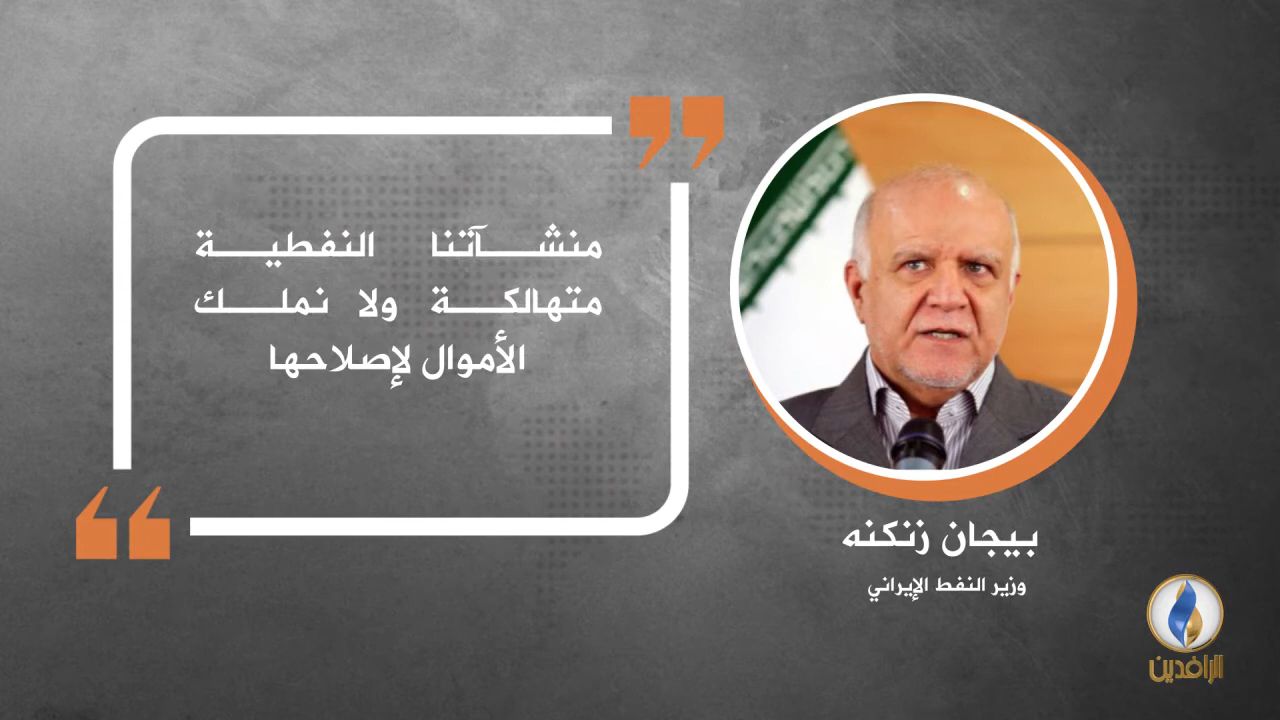 منشآتنا النفطية
متهالكة ولا نملك
الأموال لإصلاحها
بيجان زنكنه
وزير النفط الإيراني
الرافدين